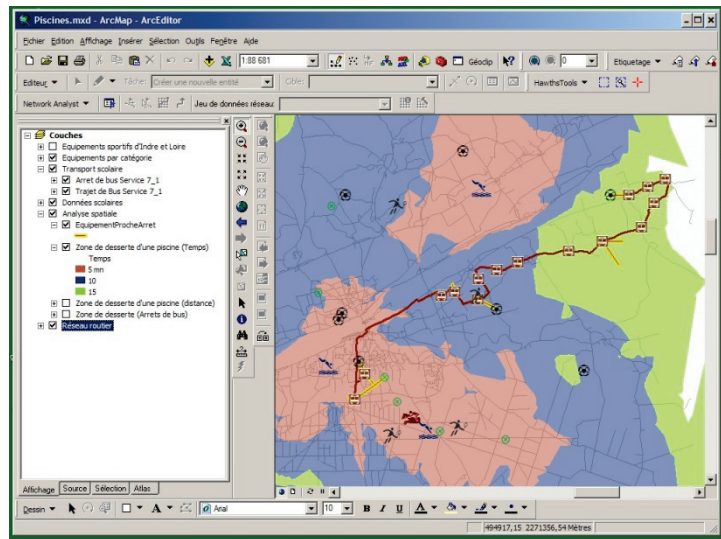 Piscines.mxd - ArcMap - ArcEditor
Fichier Edition Affichage Insérer Sélection Outils Fenêtre Aide
1:88 681 Géoclip 0 Etiquetage
Editeur Tâche: Créer une nouvelle entité Cible: HawthsTools
Network Analyst Jeu de données réseau:
Couches
Equipements sportifs d'Indre et Loire
Equipements par catégorie
Transport scolaire
Arret de bus Service 7_1
Trajet de Bus Service 7_1
Données scolaires
Analyse spatiale
EquipementProcheArret
Zone de desserte d'une piscine (Temps)
Temps
5 mn
10
15
Zone de desserte d'une piscine (distance)
Zone de desserte (Arrets de bus)
Réseau routier
Affichage Source Sélection Atlas
Dessin A Arial 10 B I U A
494917,15 2271356,54 Mètres